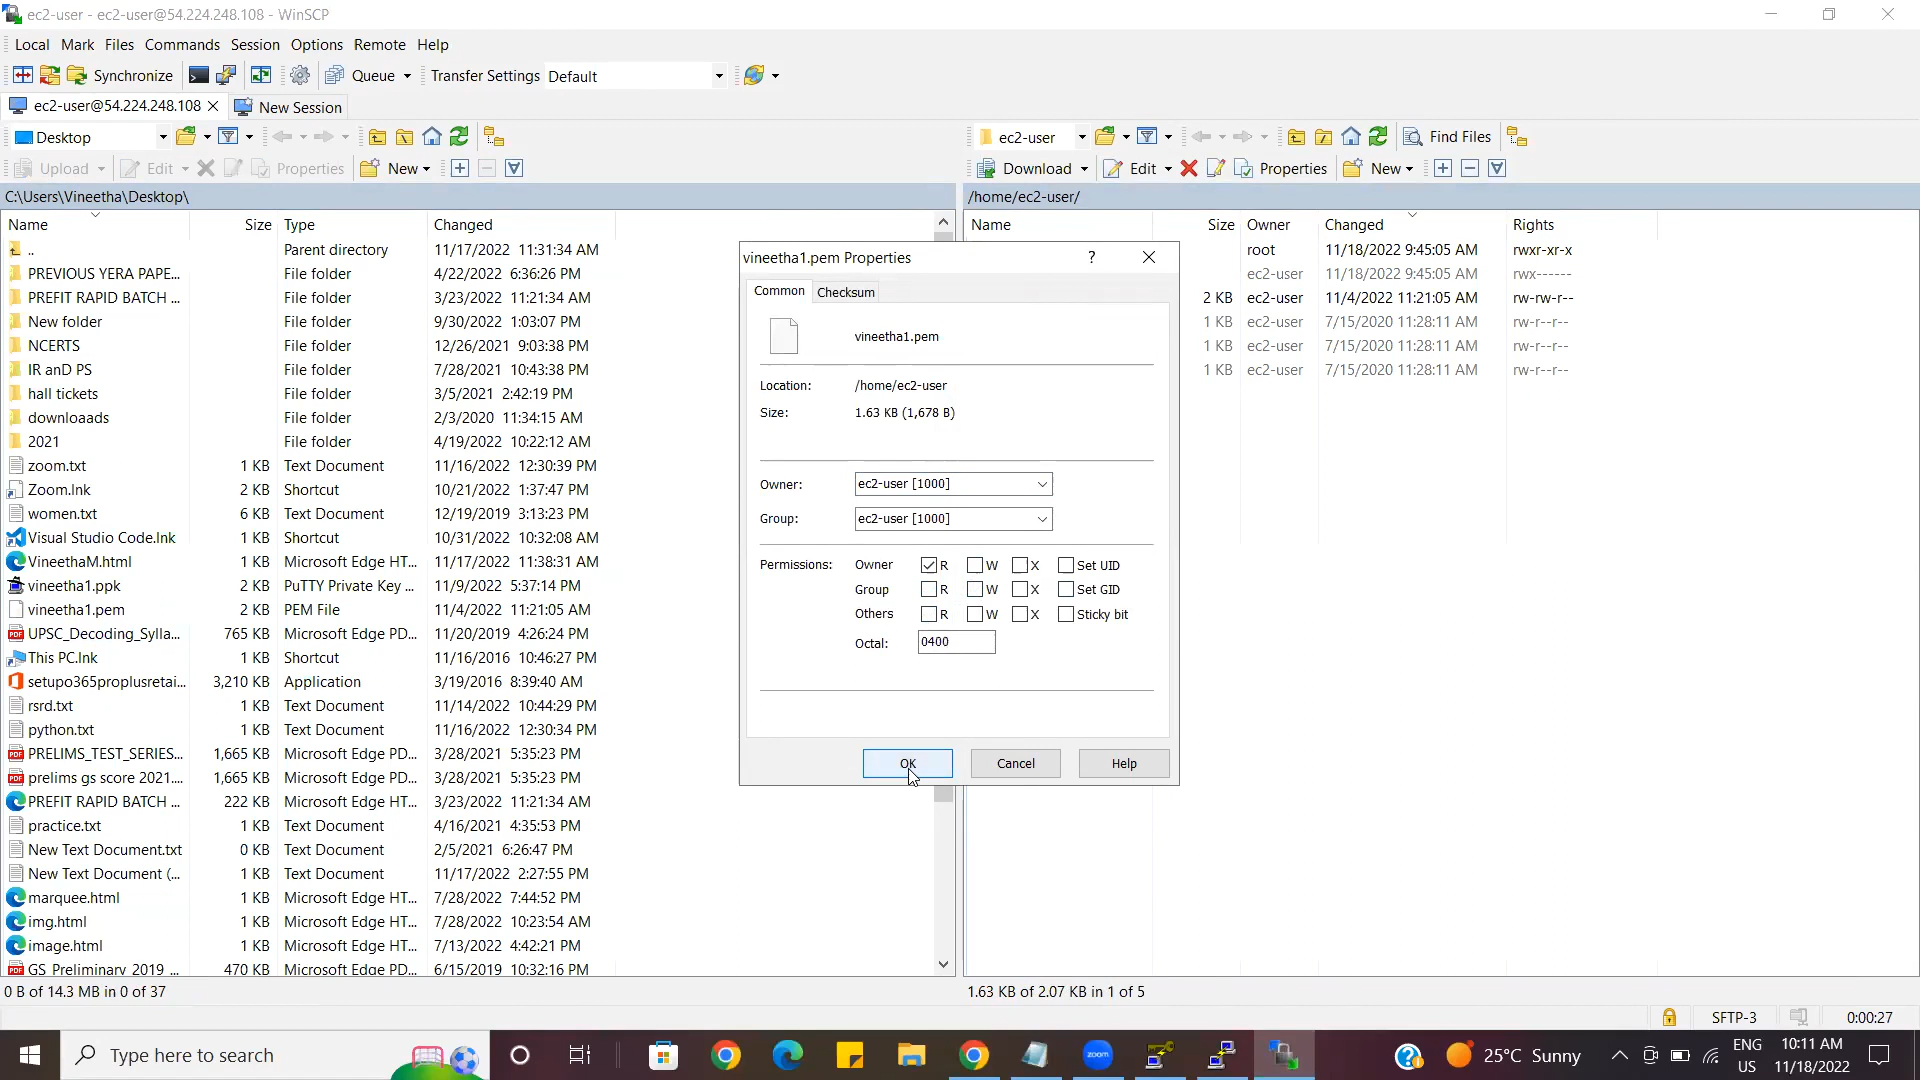 ec2-user - ec2-user@54.224.248.108 - WinSCP
Local Mark Files Commands Session Options Remote Help
Synchronize Queue Transfer Settings Default
ec2-user@54.224.248.108 New Session
Desktop ec2-user Find Files
Upload Edit Properties New Download Edit Properties New
C:\Users\Vineetha\Desktop\ /home/ec2-user/
Name Size Type Changed Name Size Owner Changed Rights
.. Parent directory 11/17/2022 11:31:34 AM root 11/18/2022 9:45:05 AM rwxr-xr-x
PREVIOUS YERA PAPE... File folder 4/22/2022 6:36:26 PM ec2-user 11/18/2022 9:45:05 AM rwx------
PREFIT RAPID BATCH ... File folder 3/23/2022 11:21:34 AM 2 KB ec2-user 11/4/2022 11:21:05 AM rw-rw-r--
New folder File folder 9/30/2022 1:03:07 PM 1 KB ec2-user 7/15/2020 11:28:11 AM rw-r--r--
NCERTS File folder 12/26/2021 9:03:38 PM 1 KB ec2-user 7/15/2020 11:28:11 AM rw-r--r--
IR anD PS File folder 7/28/2021 10:43:38 PM 1 KB ec2-user 7/15/2020 11:28:11 AM rw-r--r--
hall tickets File folder 3/5/2021 2:42:19 PM
downloaads File folder 2/3/2020 11:34:15 AM
2021 File folder 4/19/2022 10:22:12 AM
zoom.txt 1 KB Text Document 11/16/2022 12:30:39 PM
Zoom.lnk 2 KB Shortcut 10/21/2022 1:37:47 PM
women.txt 6 KB Text Document 12/19/2019 3:13:23 PM
Visual Studio Code.lnk 1 KB Shortcut 10/31/2022 10:32:08 AM
VineethaM.html 1 KB Microsoft Edge HT... 11/17/2022 11:38:31 AM
vineetha1.ppk 2 KB PuTTY Private Key ... 11/9/2022 5:37:14 PM
vineetha1.pem 2 KB PEM File 11/4/2022 11:21:05 AM
UPSC_Decoding_Sylla... 765 KB Microsoft Edge PD... 11/20/2019 4:26:24 PM
This PC.lnk 1 KB Shortcut 11/16/2016 10:46:27 PM
setupo365proplusretai... 3,210 KB Application 3/19/2016 8:39:40 AM
rsrd.txt 1 KB Text Document 11/14/2022 10:44:29 PM
python.txt 1 KB Text Document 11/16/2022 12:30:34 PM
PRELIMS_TEST_SERIES... 1,665 KB Microsoft Edge PD... 3/28/2021 5:35:23 PM
prelims gs score 2021.... 1,665 KB Microsoft Edge PD... 3/28/2021 5:35:23 PM
PREFIT RAPID BATCH ... 222 KB Microsoft Edge HT... 3/23/2022 11:21:34 AM
practice.txt 1 KB Text Document 4/16/2021 4:35:53 PM
New Text Document.txt 0 KB Text Document 2/5/2021 6:26:47 PM
New Text Document (... 1 KB Text Document 11/17/2022 2:27:55 PM
marquee.html 1 KB Microsoft Edge HT... 7/28/2022 7:44:52 PM
img.html 1 KB Microsoft Edge HT... 7/28/2022 10:23:54 AM
image.html 1 KB Microsoft Edge HT... 7/13/2022 4:42:21 PM
GS Preliminary 2019 ... 470 KB Microsoft Edge PD... 6/15/2019 10:32:16 PM
vineetha1.pem Properties ?
Common Checksum
vineetha1.pem
Location: /home/ec2-user
Size: 1.63 KB (1,678 B)
Owner: ec2-user [1000]
Group: ec2-user [1000]
Permissions: Owner R W X Set UID
Group R W X Set GID
Others R W X Sticky bit
Octal: 0400
OK Cancel Help
0 B of 14.3 MB in 0 of 37 1.63 KB of 2.07 KB in 1 of 5
SFTP-3 0:00:27
Type here to search zoom 25°C Sunny ENG US 10:11 AM 11/18/2022